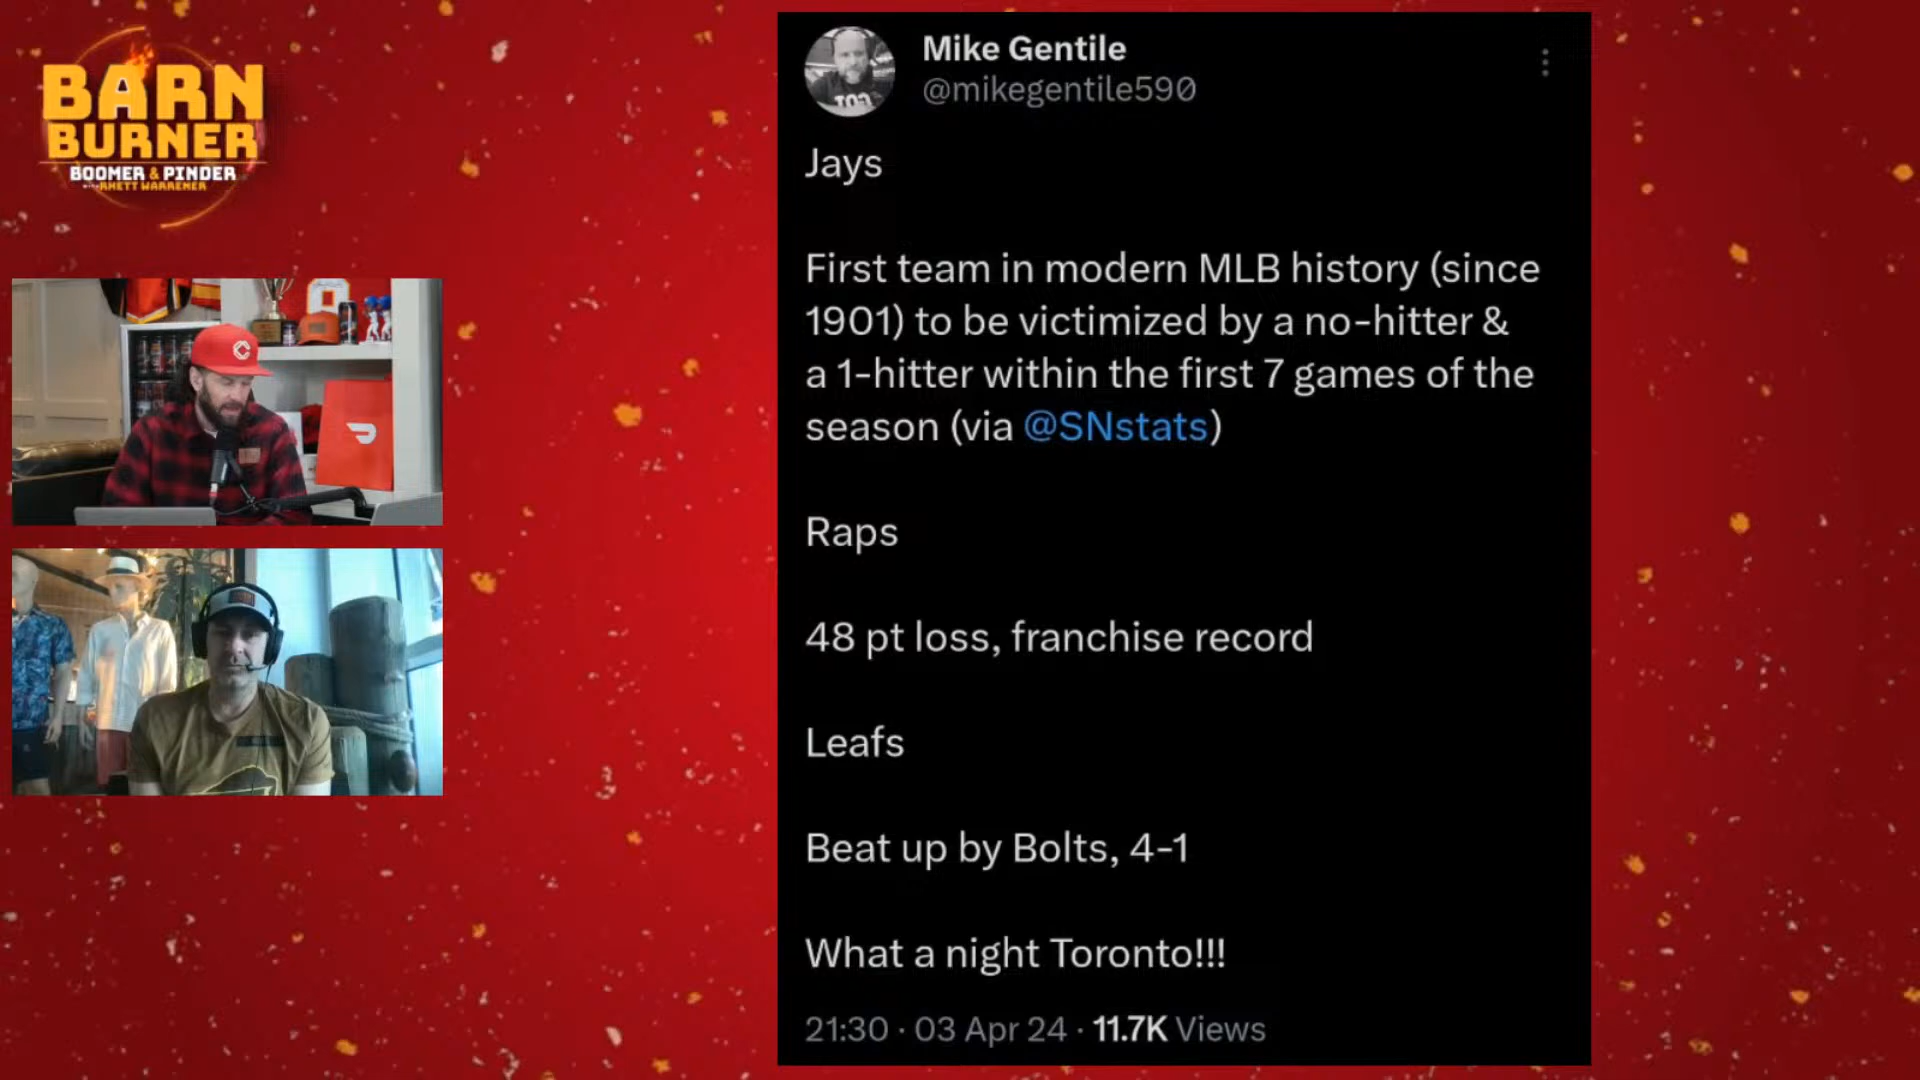 BARN
BURNER
BOOMER & PINDER
WITH RHETT WARRENER
Mike Gentile
@mikegentile590
Jays
First team in modern MLB history (since
1901) to be victimized by a no-hitter &
a 1-hitter within the first 7 games of the
season (via @SNstats)
Raps
48 pt loss, franchise record
Leafs
Beat up by Bolts, 4-1
What a night Toronto!!!
21:30 · 03 Apr 24 · 11.7K Views